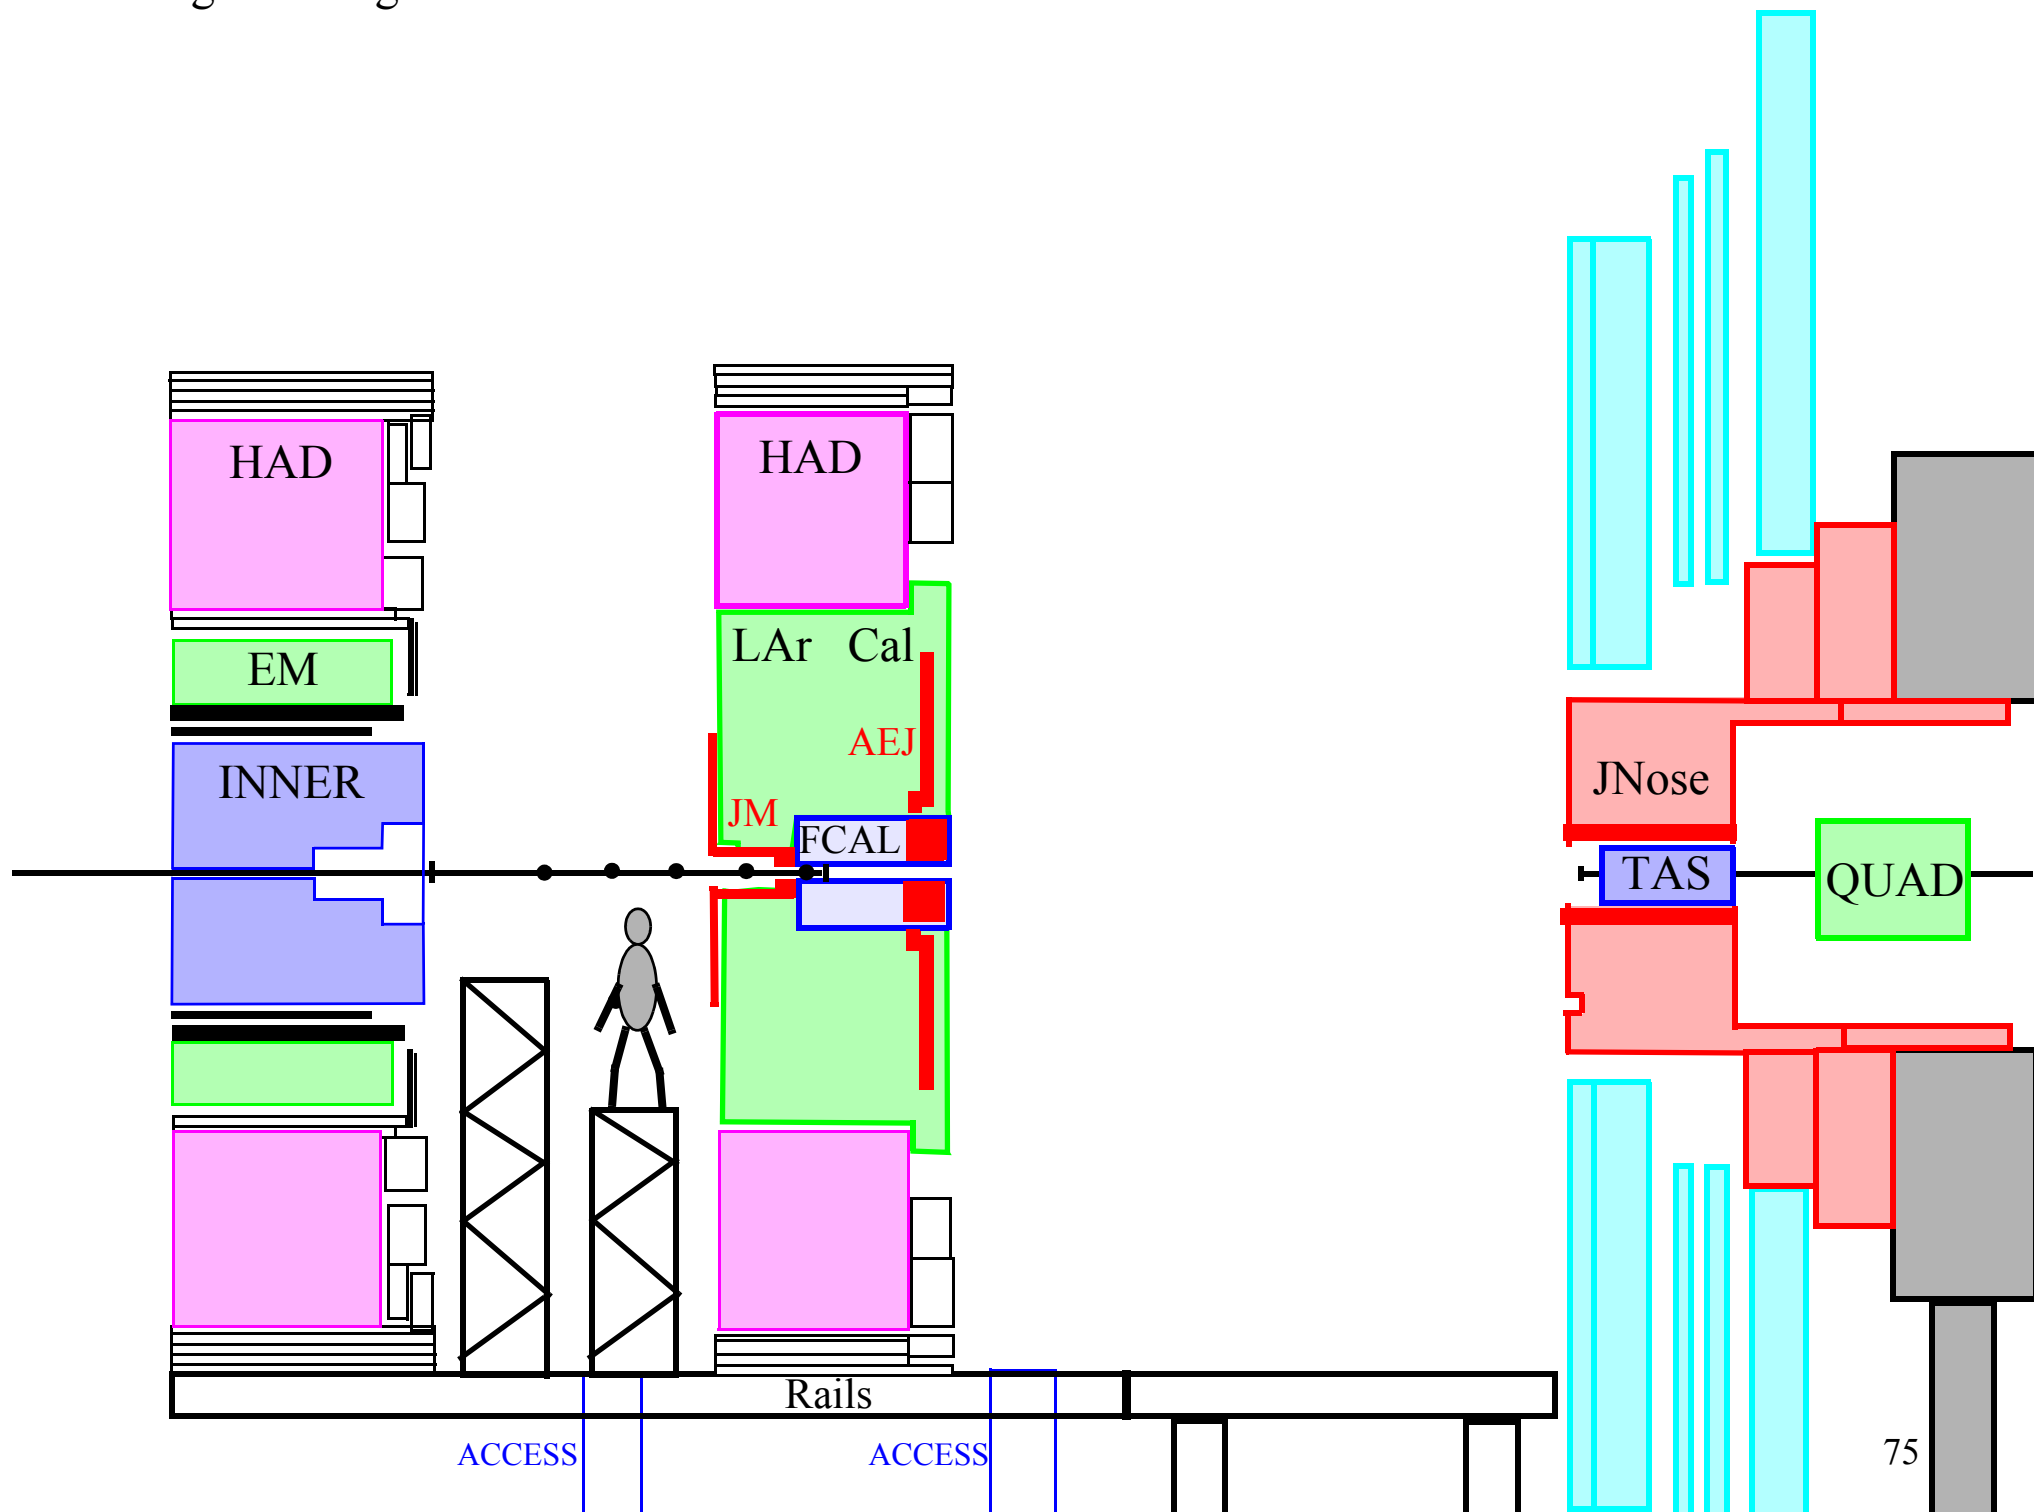 HAD
HAD
LAr Cal
EM
AEJ
INNER
JM
JNose
FCAL
TAS
QUAD
Rails
ACCESS
ACCESS
75